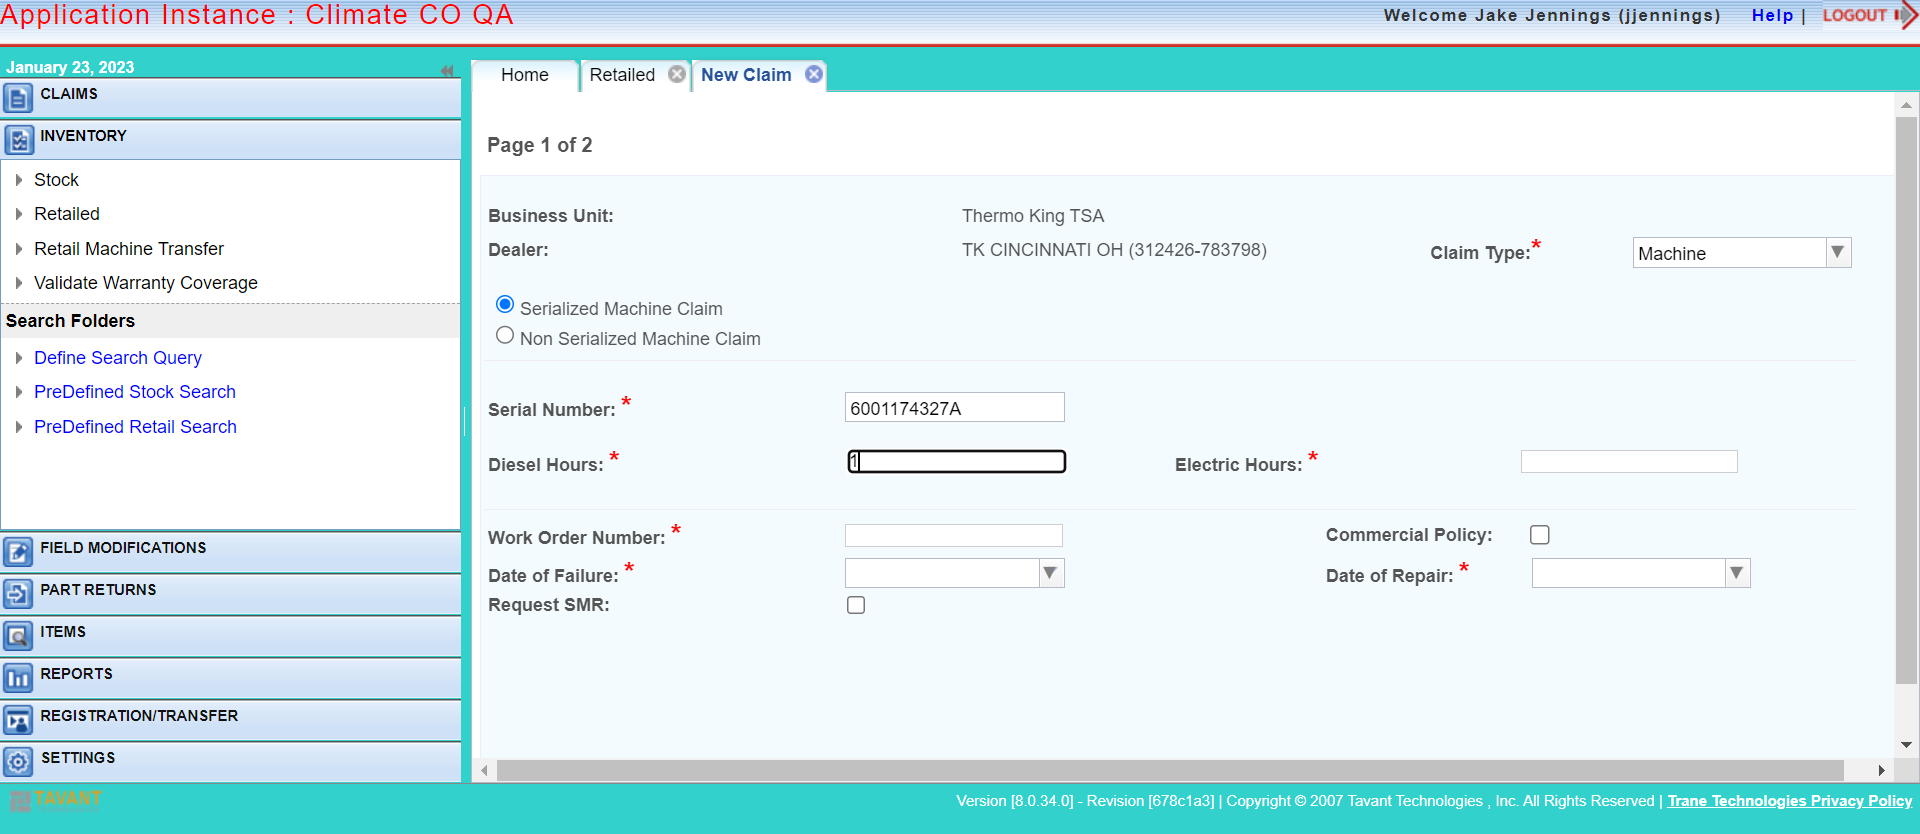 Application Instance : Climate CO QA
Welcome Jake Jennings (jjennings) Help | LOGOUT
January 23, 2023
CLAIMS
INVENTORY
Stock
Retailed
Retail Machine Transfer
Validate Warranty Coverage
Search Folders
Define Search Query
PreDefined Stock Search
PreDefined Retail Search
FIELD MODIFICATIONS
PART RETURNS
ITEMS
REPORTS
REGISTRATION/TRANSFER
SETTINGS
Home Retailed New Claim
Page 1 of 2
Business Unit: Thermo King TSA
Dealer: TK CINCINNATI OH (312426-783798) Claim Type:* Machine
Serialized Machine Claim
Non Serialized Machine Claim
Serial Number: * 6001174327A
Diesel Hours: * 1 Electric Hours: *
Work Order Number: * Commercial Policy:
Date of Failure: * Date of Repair: *
Request SMR:
TAVANT
Version [8.0.34.0] - Revision [678c1a3] | Copyright © 2007 Tavant Technologies , Inc. All Rights Reserved | Trane Technologies Privacy Policy